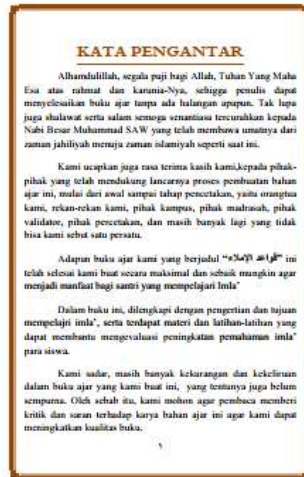 KATA PENGANTAR
Alhamdulillah, segala puji bagi Allah, Tuhan Yang Maha
Esa atas rahmat dan karunia-Nya, sehigga penulis dapat
menyelesaikan buku ajar tanpa ada halangan apapun. Tak lupa
juga shalawat serta salam semoga senantiasa tercurahkan kepada
Nabi Besar Muhammad SAW yang telah membawa umatnya dari
zaman jahiliyah menuju zaman islamiyah seperti saat ini.
Kami ucapkan juga rasa terima kasih kami,kepada pihak-
pihak yang telah mendukung lancarnya proses pembuatan bahan
ajar ini, mulai dari awal sampai tahap pencetakan, yaitu orangtua
kami, rekan-rekan kami, pihak kampus, pihak madrasah, pihak
validator, pihak percetakan, dan masih banyak lagi yang tidak
bisa kami sebut satu persatu.
Adapun buku ajar kami yang berjudul “قواعد الإملاء” ini
telah selesai kami buat secara maksimal dan sebaik mungkin agar
menjadi manfaat bagi santri yang mempelajari Imla’
Dalam buku ini, dilengkapi dengan pengertian dan tujuan
mempelajri imla’, serta terdapat materi dan latihan-latihan yang
dapat membantu mengevaluasi peningkatan pemahaman imla’
para siswa.
Kami sadar, masih banyak kekurangan dan kekeliruan
dalam buku ajar yang kami buat ini, yang tentunya juga belum
sempurna. Oleh sebab itu, kami mohon agar pembaca memberi
kritik dan saran terhadap karya bahan ajar ini agar kami dapat
meningkatkan kualitas buku.
١